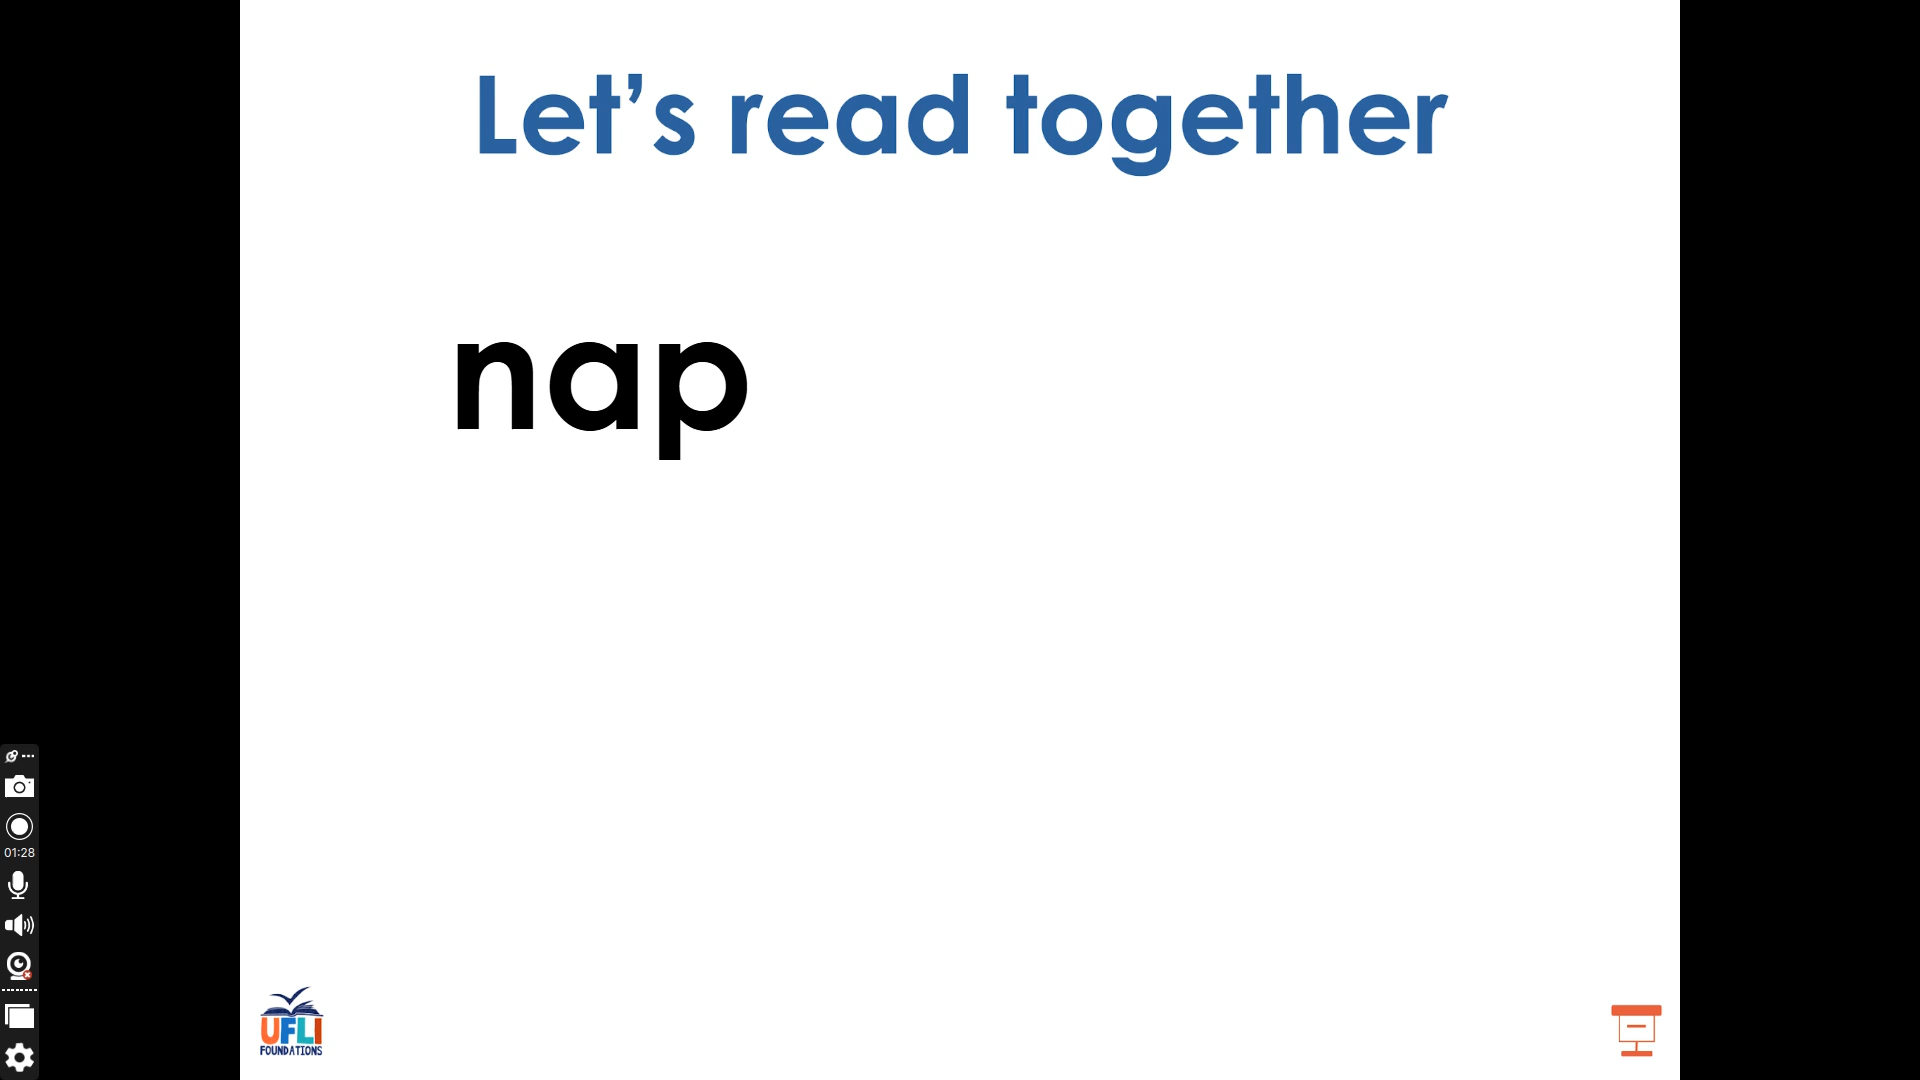 Let’s read together
nap
01:28
UFLI
FOUNDATIONS